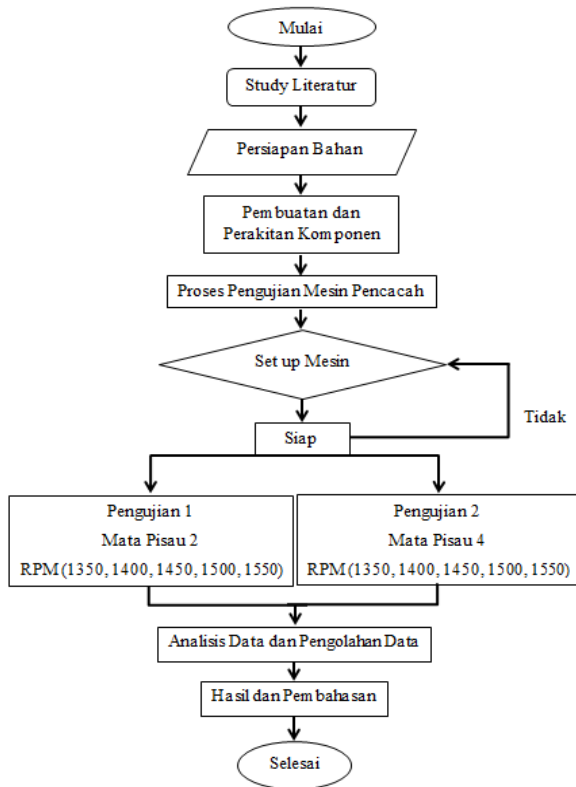 Mulai
Study Literatur
Persiapan Bahan
Pembuatan dan
Perakitan Komponen
Proses Pengujian Mesin Pencacah
Set up Mesin
Tidak
Siap
Pengujian 1
Mata Pisau 2
RPM (1350, 1400, 1450, 1500, 1550)
Pengujian 2
Mata Pisau 4
RPM (1350, 1400, 1450, 1500, 1550)
Analisis Data dan Pengolahan Data
Hasil dan Pembahasan
Selesai